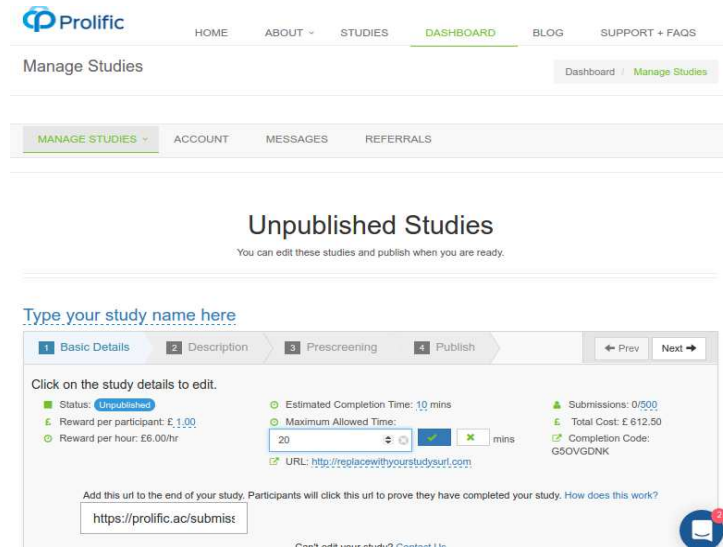 Prolific
HOME ABOUT STUDIES DASHBOARD BLOG SUPPORT + FAQS
Manage Studies
Dashboard / Manage Studies
MANAGE STUDIES ACCOUNT MESSAGES REFERRALS
Unpublished Studies
You can edit these studies and publish when you are ready.
Type your study name here
1 Basic Details 2 Description 3 Prescreening 4 Publish Prev Next
Click on the study details to edit.
Status: Unpublished Estimated Completion Time: 10 mins Submissions: 0/500
£ Reward per participant: £ 1.00 Maximum Allowed Time: £ Total Cost: £ 612.50
Reward per hour: £6.00/hr 20 mins Completion Code:
G5OVGDNK
URL: http://replacewithyourstudysurl.com
Add this url to the end of your study. Participants will click this url to prove they have completed your study. How does this work?
https://prolific.ac/submiss
2
Can't edit your study? Contact Us